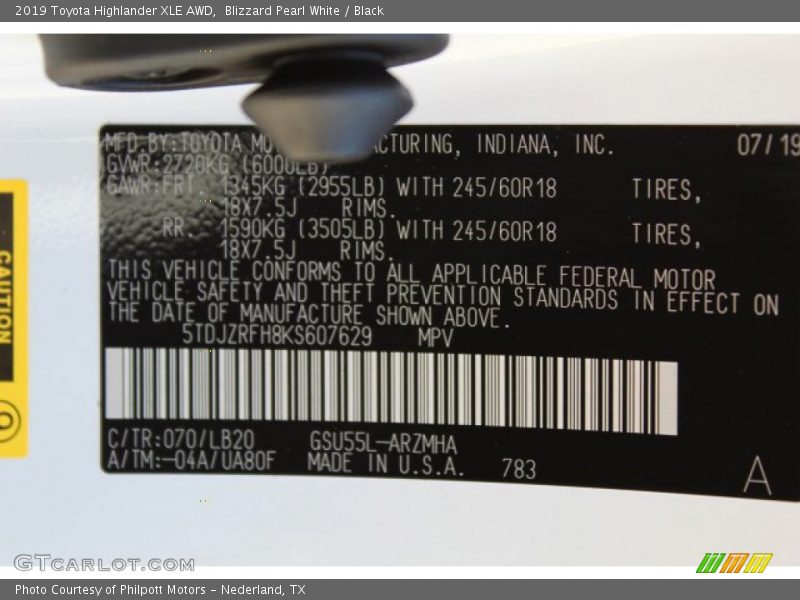 2019 Toyota Highlander XLE AWD,  Blizzard Pearl White / Black
MFD BY:TOYOTA MO CTURING, INDIANA, INC. 07/19
GVWR:2720KG (6000LB)
GAWR:FRT. 1345KG (2955LB) WITH 245/60R18 TIRES,
18X7.5J RIMS.
RR. 1590KG (3505LB) WITH 245/60R18 TIRES,
18X7.5J RIMS.
THIS VEHICLE CONFORMS TO ALL APPLICABLE FEDERAL MOTOR
VEHICLE SAFETY AND THEFT PREVENTION STANDARDS IN EFFECT ON
THE DATE OF MANUFACTURE SHOWN ABOVE.
5TDJZRFH8KS607629 MPV
C/TR:070/LB20 GSU55L-ARZMHA
A/TM:-04A/UA80F MADE IN U.S.A. 783 A
CAUTION
GTCARLOT.COM
Photo Courtesy of Philpott Motors - Nederland, TX